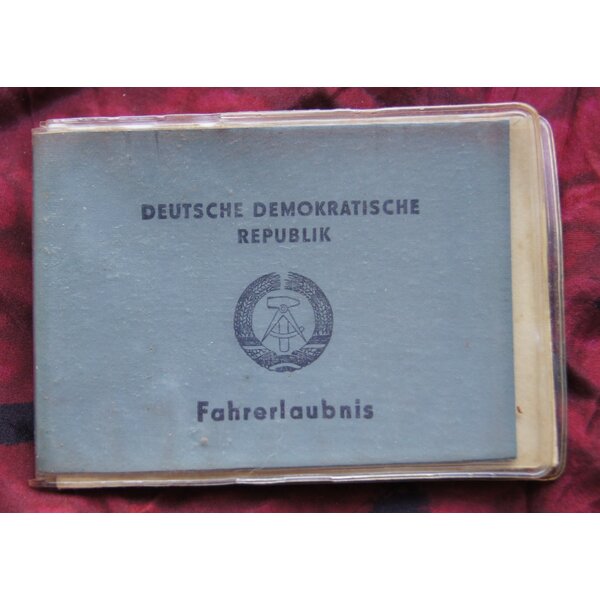 DEUTSCHE DEMOKRATISCHE
REPUBLIK
Fahrerlaubnis